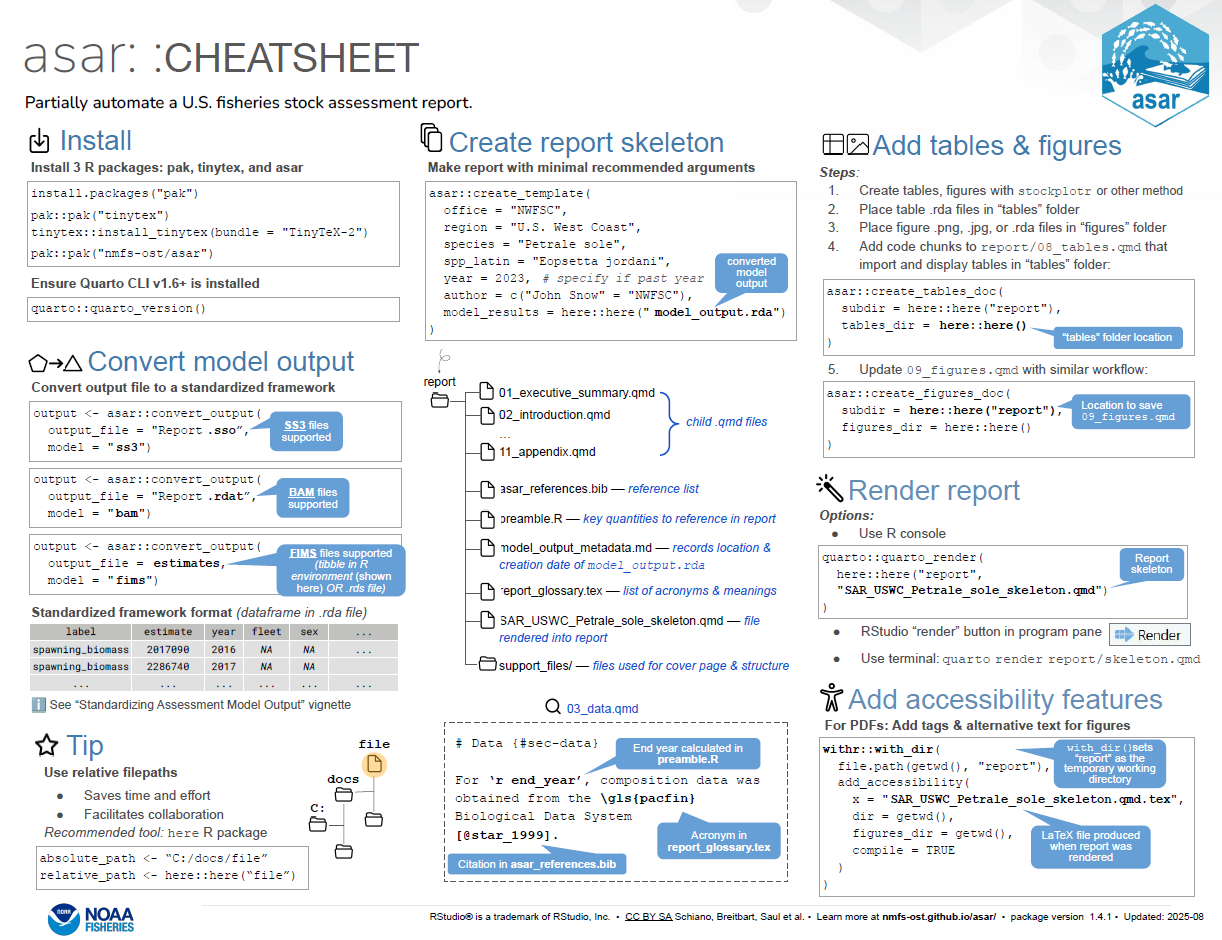 asar: :CHEATSHEET
Partially automate a U.S. fisheries stock assessment report.
asar
Install
Install 3 R packages: pak, tinytex, and asar
install.packages("pak")
pak::pak("tinytex")
tinytex::install_tinytex(bundle = "TinyTeX-2")
pak::pak("nmfs-ost/asar")
Ensure Quarto CLI v1.6+ is installed
quarto::quarto_version()
Convert model output
Convert output file to a standardized framework
output <- asar::convert_output(
output_file = "Report .sso”,
model = "ss3")
SS3 files
supported
output <- asar::convert_output(
output_file = "Report .rdat”,
model = "bam")
BAM files
supported
output <- asar::convert_output(
output_file = estimates,
model = "fims")
FIMS files supported
(tibble in R
environment (shown
here) OR .rds file)
Standardized framework format (dataframe in .rda file)
label estimate year fleet sex ...
spawning_biomass 2017090 2016 NA NA ...
spawning_biomass 2286740 2017 NA NA
... ... ... ... ... ...
See “Standardizing Assessment Model Output” vignette
Tip
Use relative filepaths
● Saves time and effort
● Facilitates collaboration
Recommended tool: here R package
file
docs
C:
absolute_path <- “C:/docs/file”
relative_path <- here::here(“file”)
Create report skeleton
Make report with minimal recommended arguments
asar::create_template(
office = "NWFSC",
region = "U.S. West Coast",
species = "Petrale sole",
spp_latin = "Eopsetta jordani",
year = 2023, # specify if past year
author = c("John Snow" = "NWFSC"),
model_results = here::here(" model_output.rda")
)
converted
model
output
report
01_executive_summary.qmd
02_introduction.qmd
...
11_appendix.qmd
child .qmd files
asar_references.bib — reference list
preamble.R — key quantities to reference in report
model_output_metadata.md — records location &
creation date of model_output.rda
report_glossary.tex — list of acronyms & meanings
SAR_USWC_Petrale_sole_skeleton.qmd — file
rendered into report
support_files/ — files used for cover page & structure
03_data.qmd
# Data {#sec-data}
End year calculated in
preamble.R
For ‘r end_year’, composition data was
obtained from the \gls{pacfin}
Biological Data System
[@star_1999].
Acronym in
report_glossary.tex
Citation in asar_references.bib
Add tables & figures
Steps:
1. Create tables, figures with stockplotr or other method
2. Place table .rda files in “tables” folder
3. Place figure .png, .jpg, or .rda files in “figures” folder
4. Add code chunks to report/08_tables.qmd that
import and display tables in “tables” folder:
asar::create_tables_doc(
subdir = here::here("report"),
tables_dir = here::here()
)
“tables” folder location
5. Update 09_figures.qmd with similar workflow:
asar::create_figures_doc(
subdir = here::here("report"),
figures_dir = here::here()
)
Location to save
09_figures.qmd
Render report
Options:
● Use R console
quarto::quarto_render(
here::here("report",
"SAR_USWC_Petrale_sole_skeleton.qmd")
)
Report
skeleton
● RStudio “render” button in program pane
Render
● Use terminal: quarto render report/skeleton.qmd
Add accessibility features
For PDFs: Add tags & alternative text for figures
withr::with_dir(
file.path(getwd(), "report"),
add_accessibility(
x = "SAR_USWC_Petrale_sole_skeleton.qmd.tex",
dir = getwd(),
figures_dir = getwd(),
compile = TRUE
)
)
with_dir()sets
“report” as the
temporary working
directory
LaTeX file produced
when report was
rendered
NOAA
NOAA
FISHERIES
RStudio® is a trademark of RStudio, Inc. • CC BY SA Schiano, Breitbart, Saul et al. • Learn more at nmfs-ost.github.io/asar/ • package version 1.4.1 • Updated: 2025-08